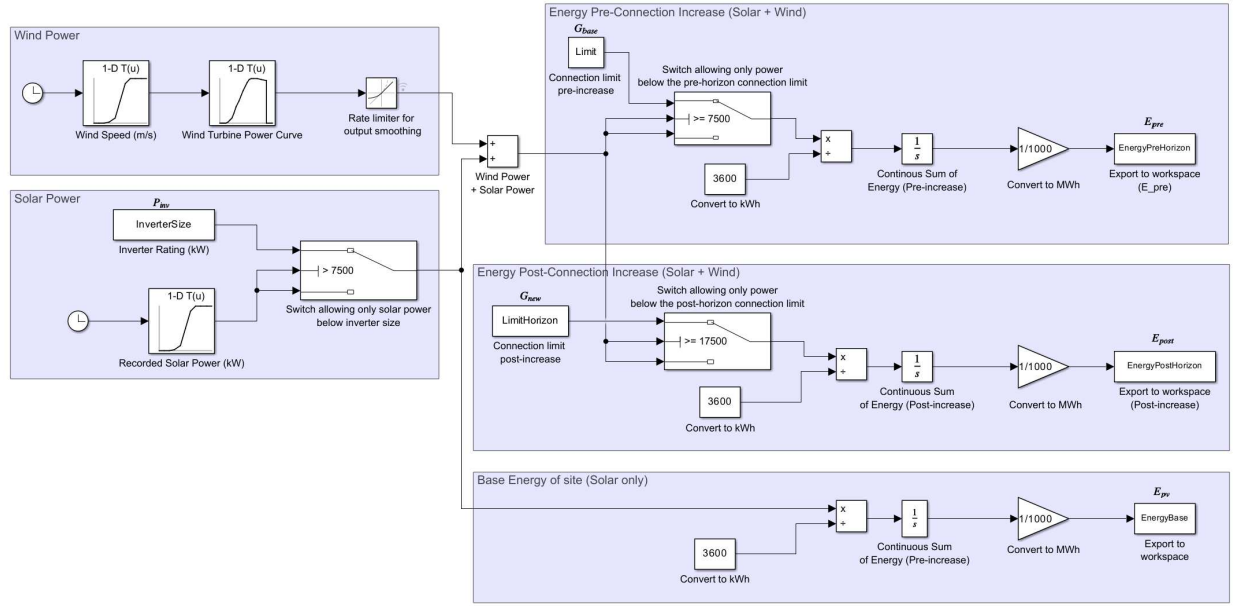 Wind Power
1-D T(u)
Wind Speed (m/s)
1-D T(u)
Wind Turbine Power Curve
Rate limiter for
output smoothing
Solar Power
P_inv
InverterSize
Inverter Rating (kW)
1-D T(u)
Recorded Solar Power (kW)
> 7500
Switch allowing only solar power
below inverter size
+
+
Wind Power
+ Solar Power
Energy Pre-Connection Increase (Solar + Wind)
G_base
Limit
Connection limit
pre-increase
Switch allowing only power
below the pre-horizon connection limit
>= 7500
3600
Convert to kWh
x
÷
1
s
Continous Sum of
Energy (Pre-increase)
1/1000
Convert to MWh
E_pre
EnergyPreHorizon
Export to workspace
(E_pre)
Energy Post-Connection Increase (Solar + Wind)
G_new
LimitHorizon
Connection limit
post-increase
Switch allowing only power
below the post-horizon connection limit
>= 17500
3600
Convert to kWh
x
÷
1
s
Continuous Sum
of Energy (Post-increase)
1/1000
Convert to MWh
E_post
EnergyPostHorizon
Export to workspace
(Post-increase)
Base Energy of site (Solar only)
3600
Convert to kWh
x
÷
1
s
Continuous Sum
of Energy (Pre-increase)
1/1000
Convert to MWh
E_pv
EnergyBase
Export to
workspace